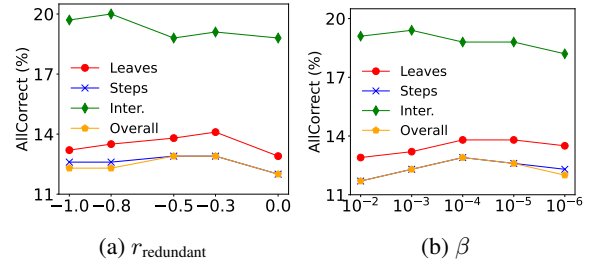 AllCorrect (%)
20
17
14
11
Leaves
Steps
Inter.
Overall
−1.0 −0.8 −0.5 −0.3 0.0
(a) r_redundant
AllCorrect (%)
20
17
14
11
Leaves
Steps
Inter.
Overall
10⁻² 10⁻³ 10⁻⁴ 10⁻⁵ 10⁻⁶
(b) β